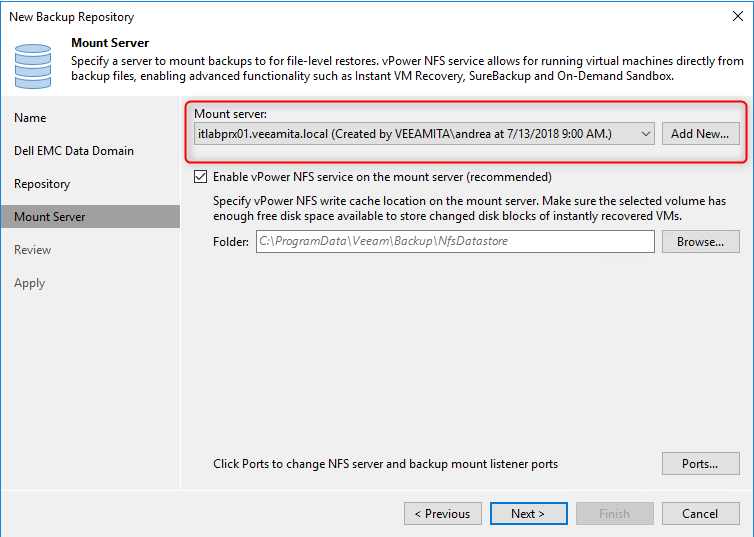 New Backup Repository
Mount Server
Specify a server to mount backups to for file-level restores. vPower NFS service allows for running virtual machines directly from
backup files, enabling advanced functionality such as Instant VM Recovery, SureBackup and On-Demand Sandbox.
Name
Dell EMC Data Domain
Repository
Mount Server
Review
Apply
Mount server:
itlabprx01.veeamita.local (Created by VEEAMITA\andrea at 7/13/2018 9:00 AM.)
Add New...
Enable vPower NFS service on the mount server (recommended)
Specify vPower NFS write cache location on the mount server. Make sure the selected volume has
enough free disk space available to store changed disk blocks of instantly recovered VMs.
Folder:
C:\ProgramData\Veeam\Backup\NfsDatastore
Browse...
Click Ports to change NFS server and backup mount listener ports
Ports...
< Previous
Next >
Finish
Cancel